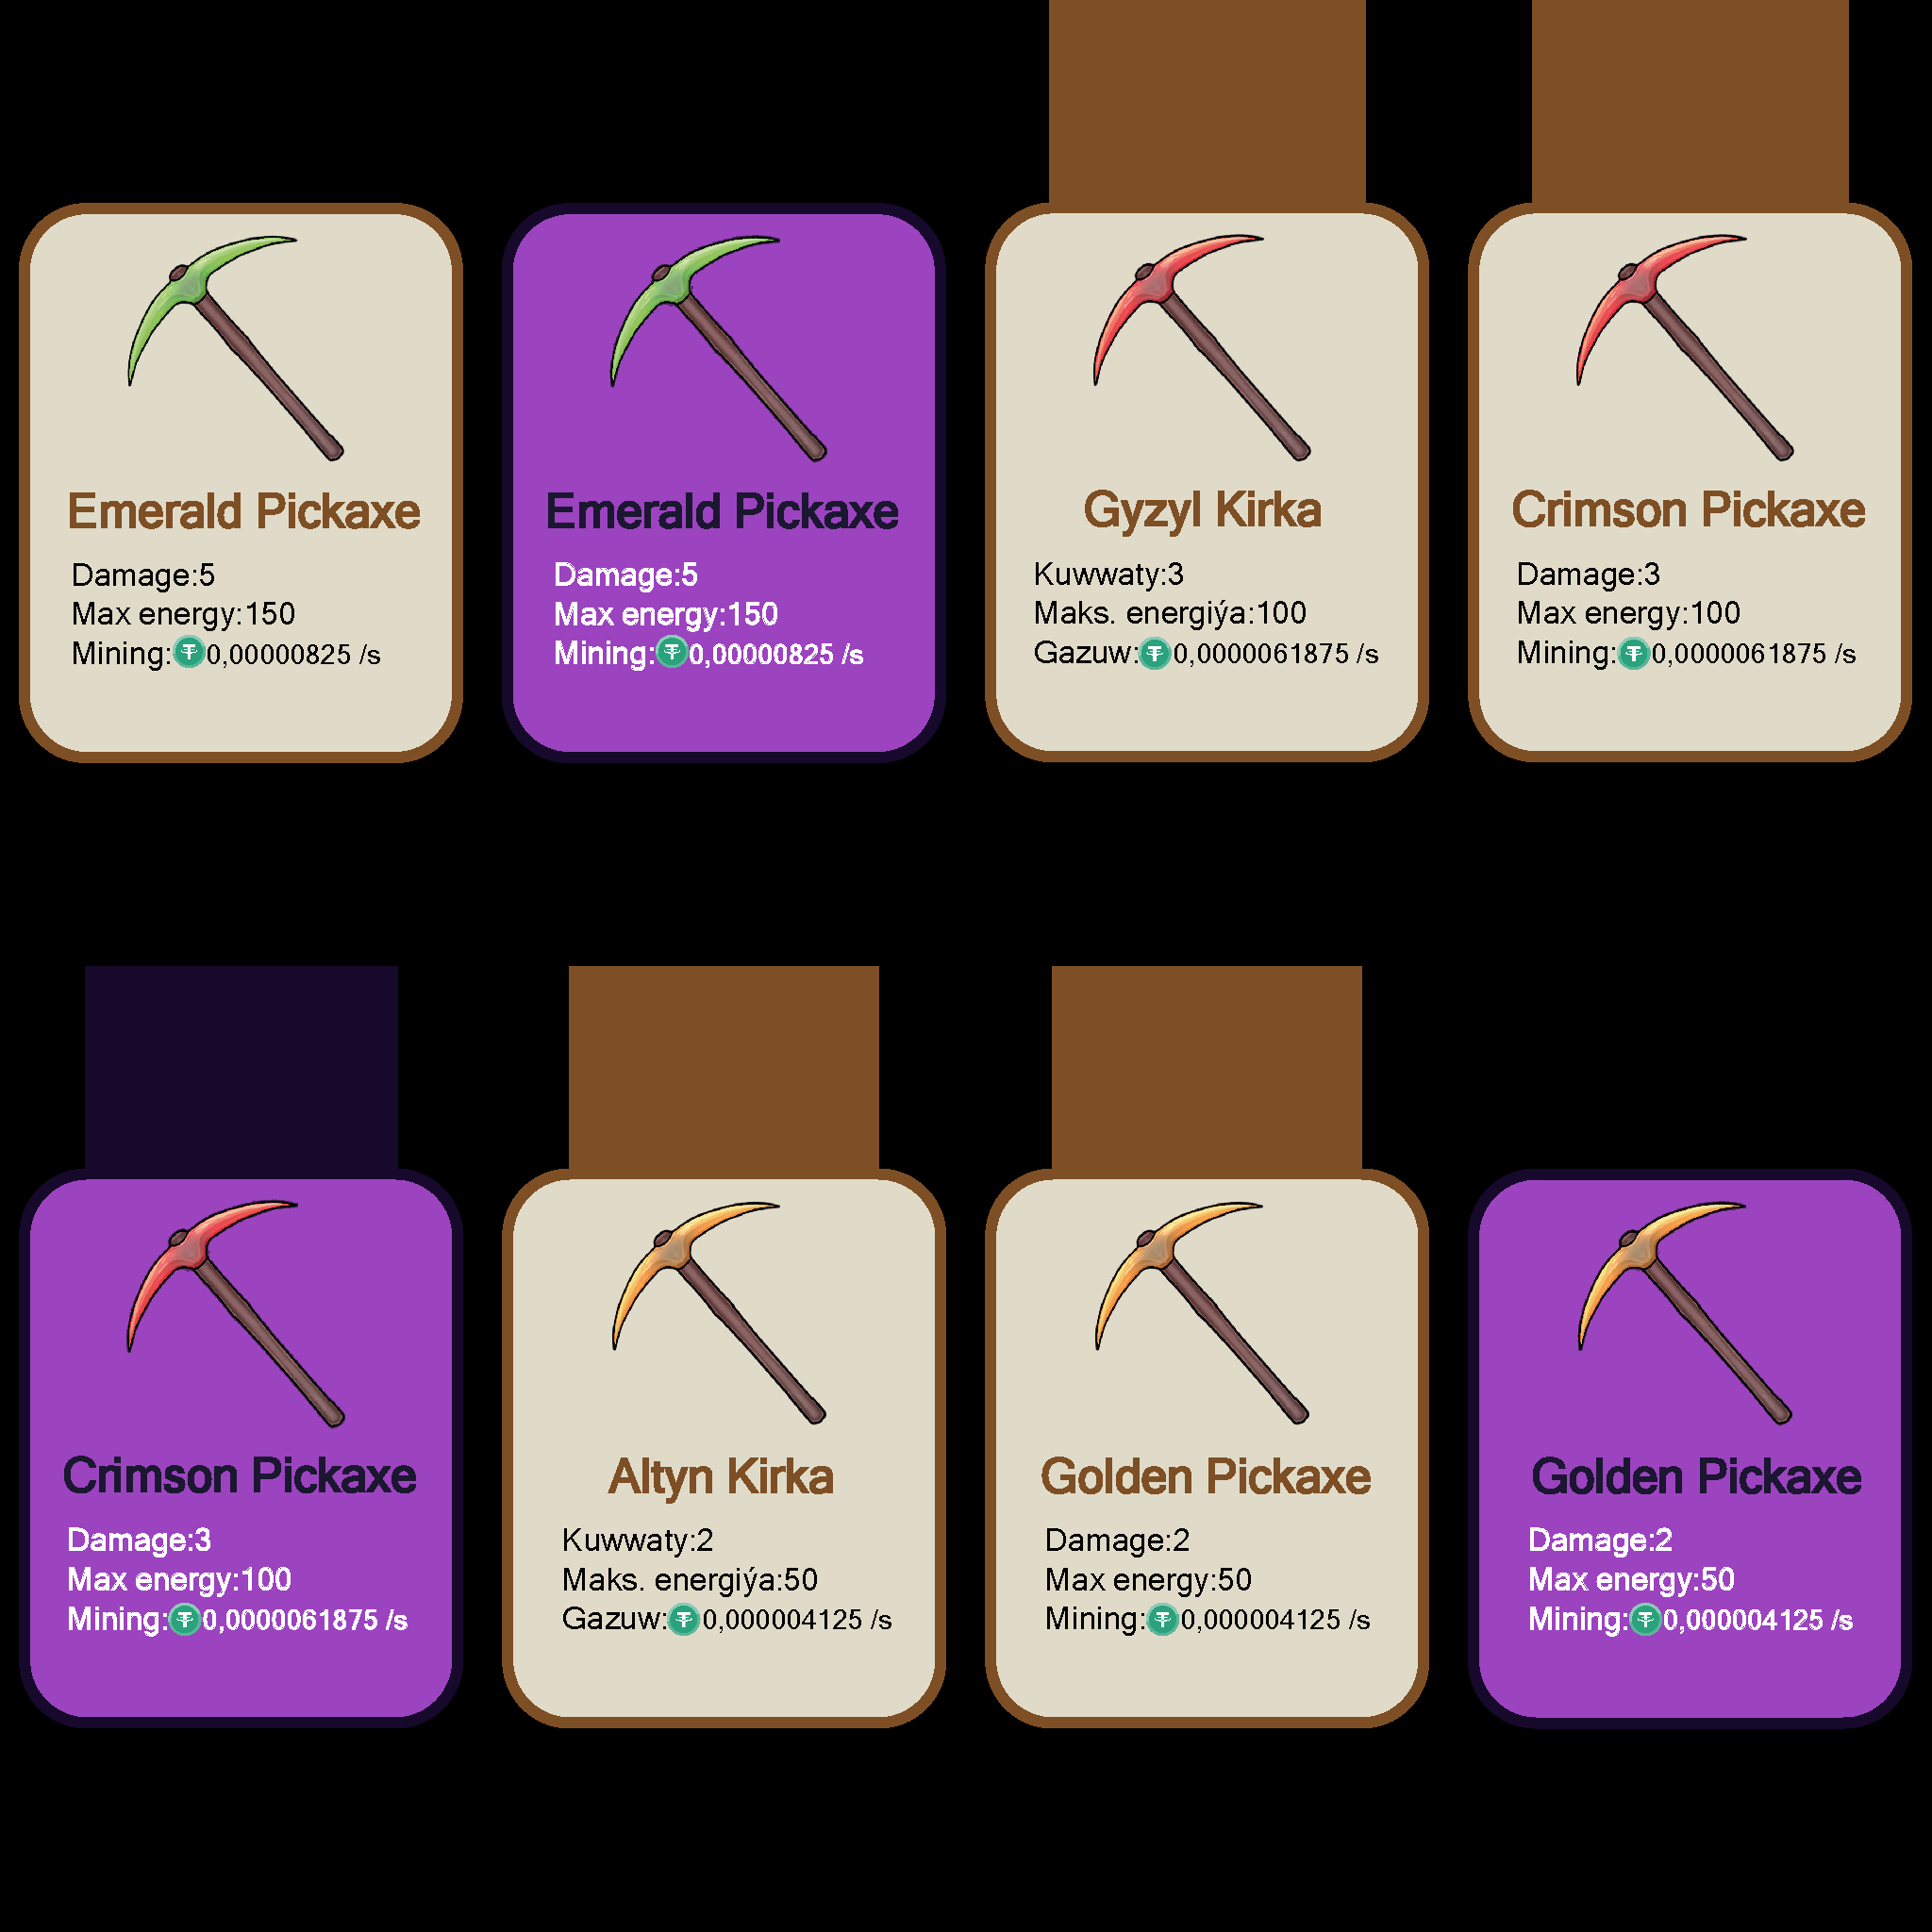 Emerald Pickaxe
Damage:5
Max energy:150
Mining:0,00000825 /s
Emerald Pickaxe
Damage:5
Max energy:150
Mining:0,00000825 /s
Gyzyl Kirka
Kuwwaty:3
Maks. energiýa:100
Gazuw:0,0000061875 /s
Crimson Pickaxe
Damage:3
Max energy:100
Mining:0,0000061875 /s
Crimson Pickaxe
Damage:3
Max energy:100
Mining:0,0000061875 /s
Altyn Kirka
Kuwwaty:2
Maks. energiýa:50
Gazuw:0,000004125 /s
Golden Pickaxe
Damage:2
Max energy:50
Mining:0,000004125 /s
Golden Pickaxe
Damage:2
Max energy:50
Mining:0,000004125 /s